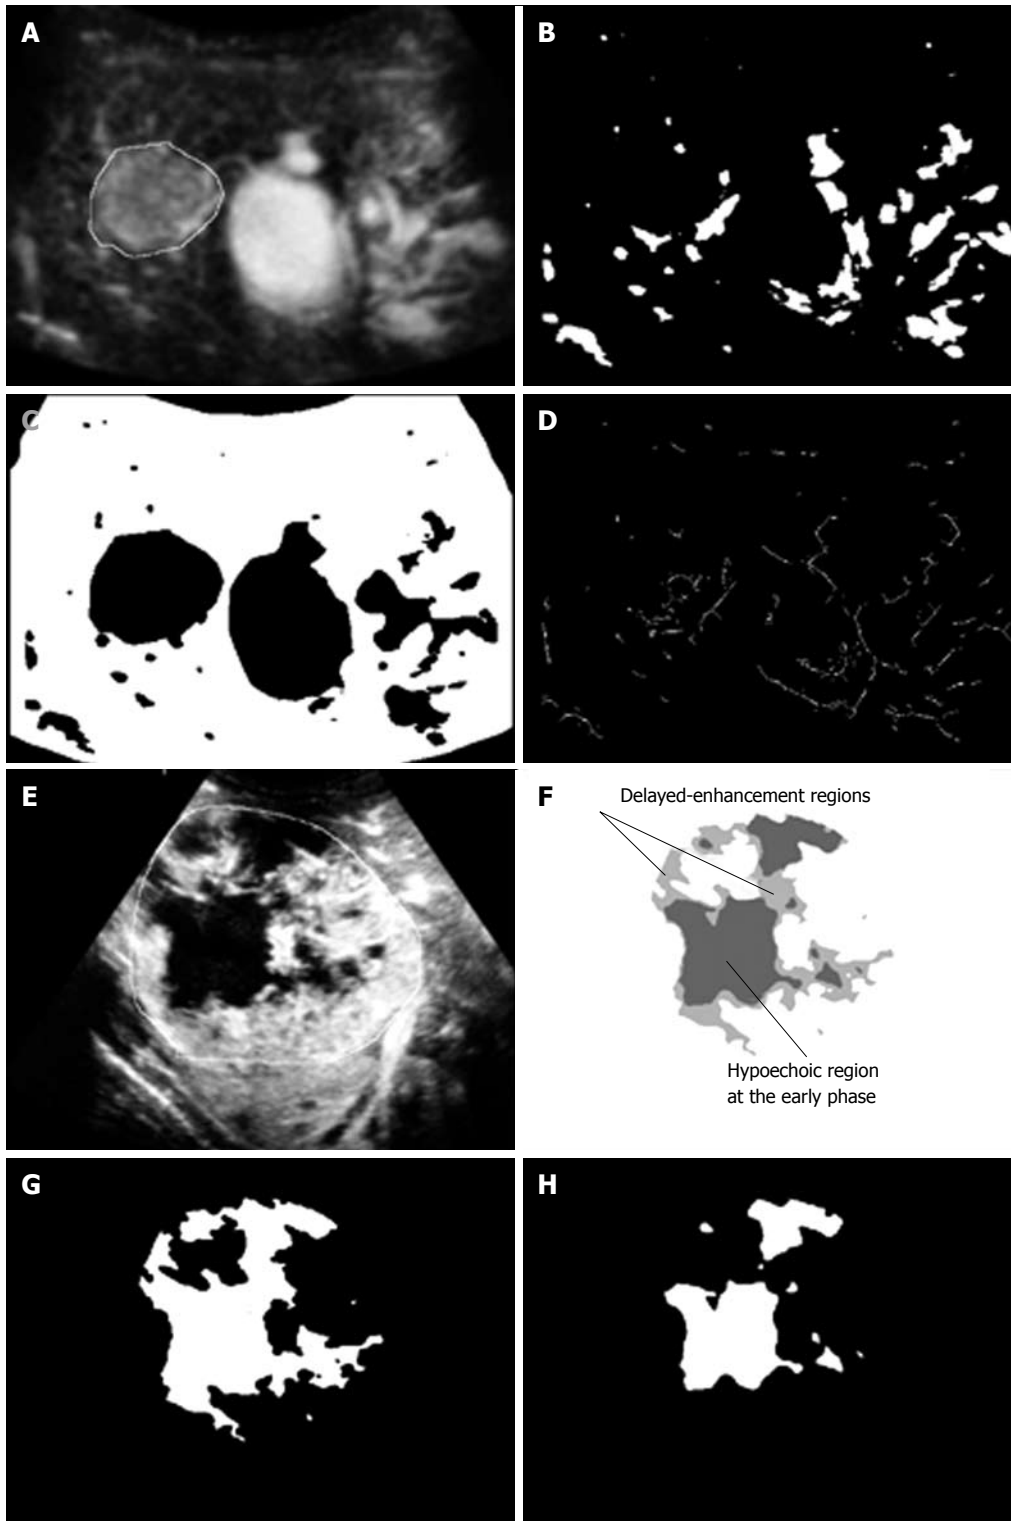 A
B
C
D
E
F
Delayed-enhancement regions
Hypoechoic region
at the early phase
G
H